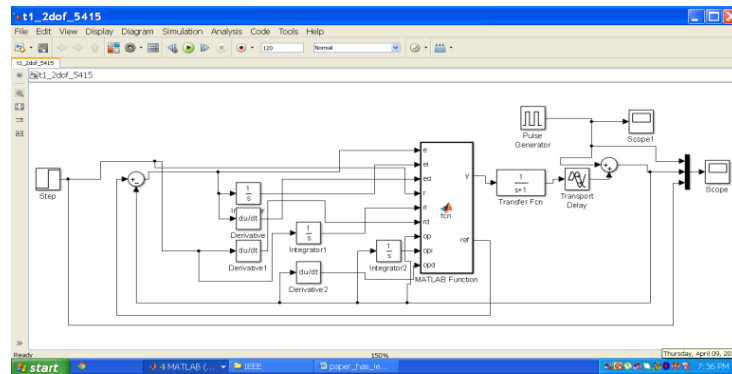 t1_2dof_5415
File Edit View Display Diagram Simulation Analysis Code Tools Help
120 Normal
t1_2dof_5415
t1_2dof_5415
Pulse
Generator
Scope1
Step
e
ei
ed
r
ri
rd
op
opi
opd
y
ref
fcn
MATLAB Function
1
s
du/dt
Derivative
du/dt
Derivative1
1
s
Integrator1
du/dt
Derivative2
1
s
Integrator2
1
s+1
Transfer Fcn
Transport
Delay
Scope
Ready
150%
Thursday, April 09, 20
start
4 MATLAB (...
IEEE
paper_has_le...
7:36 PM